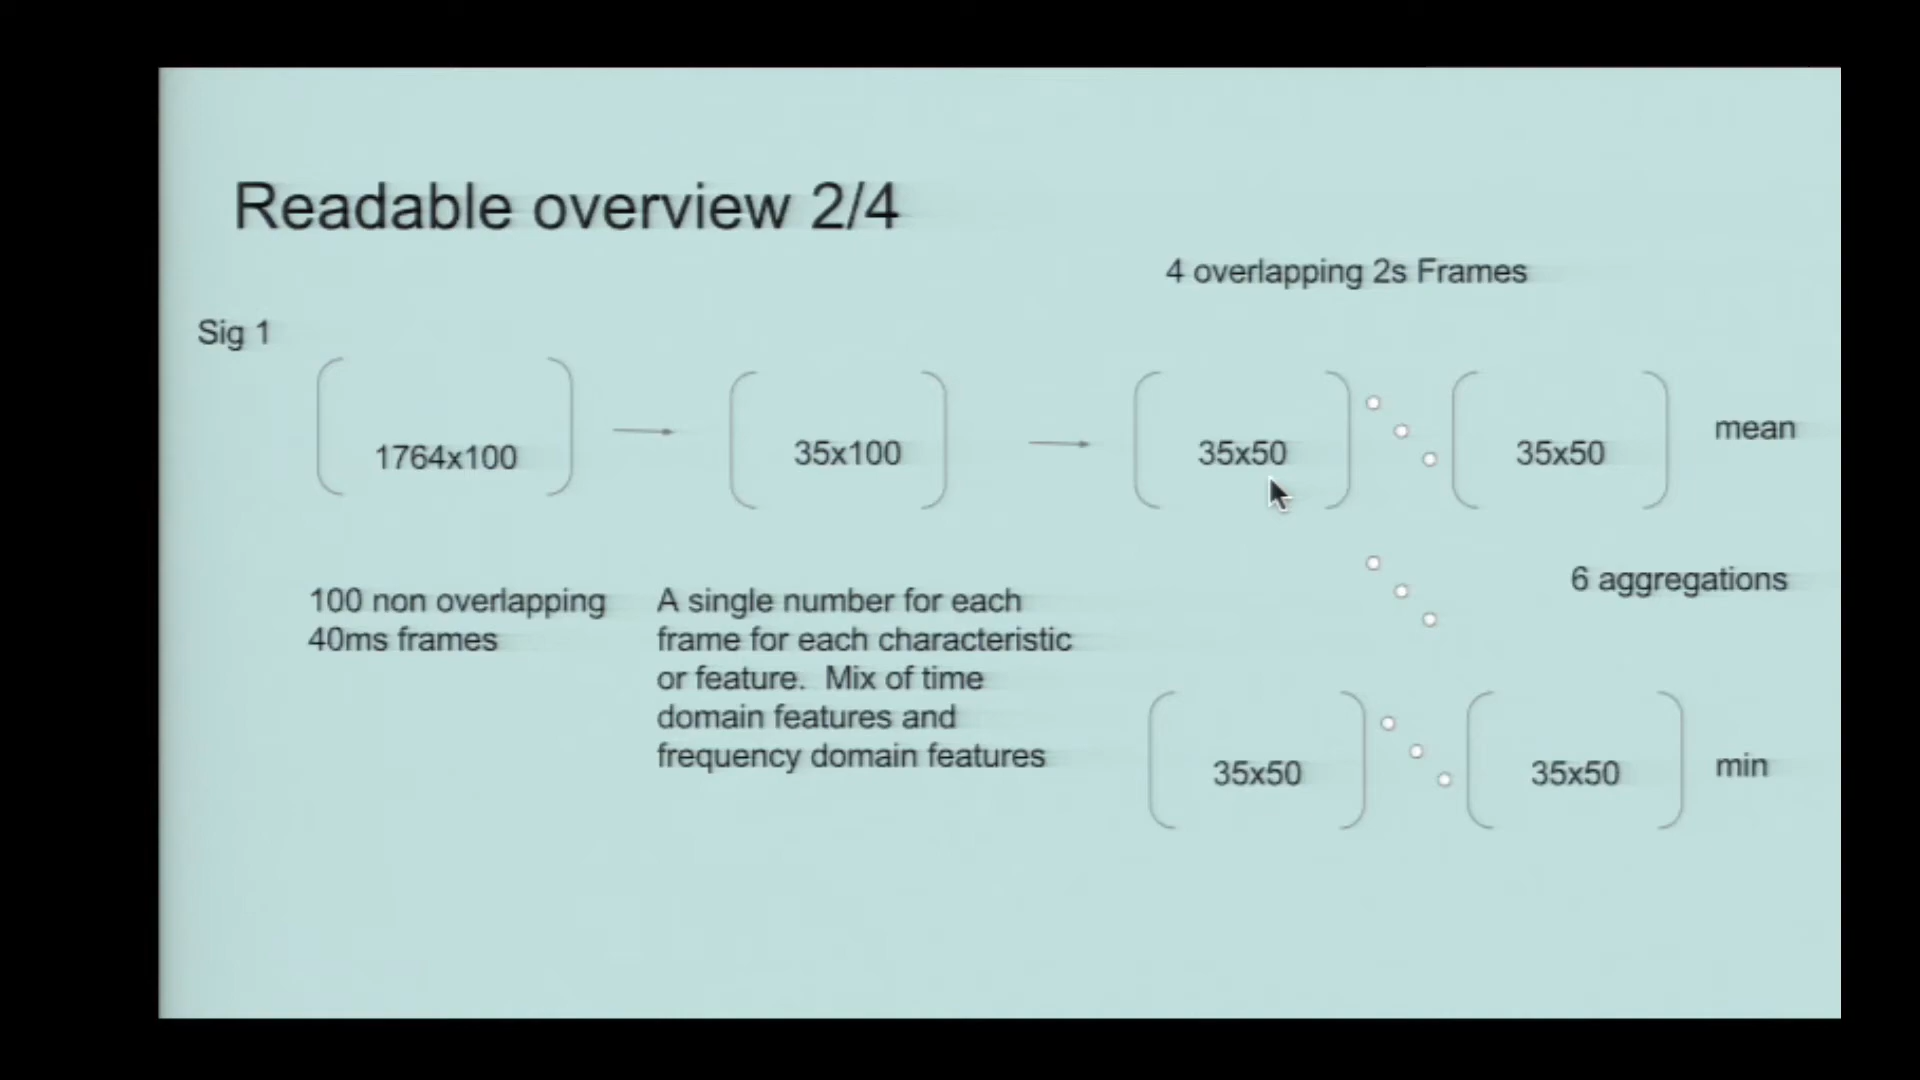 Readable overview 2/4
4 overlapping 2s Frames
Sig 1
1764x100
35x100
35x50
35x50
mean
100 non overlapping
40ms frames
A single number for each
frame for each characteristic
or feature. Mix of time
domain features and
frequency domain features
6 aggregations
35x50
35x50
min